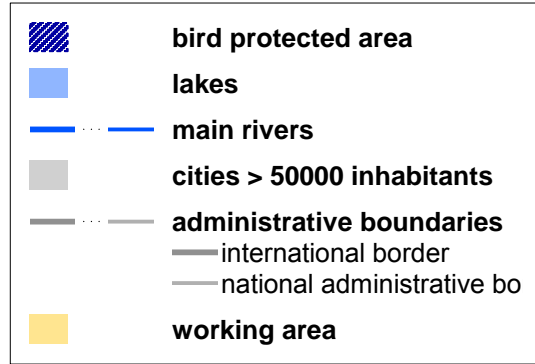 bird protected area
lakes
main rivers
cities > 50000 inhabitants
administrative boundaries
international border
national administrative bo
working area